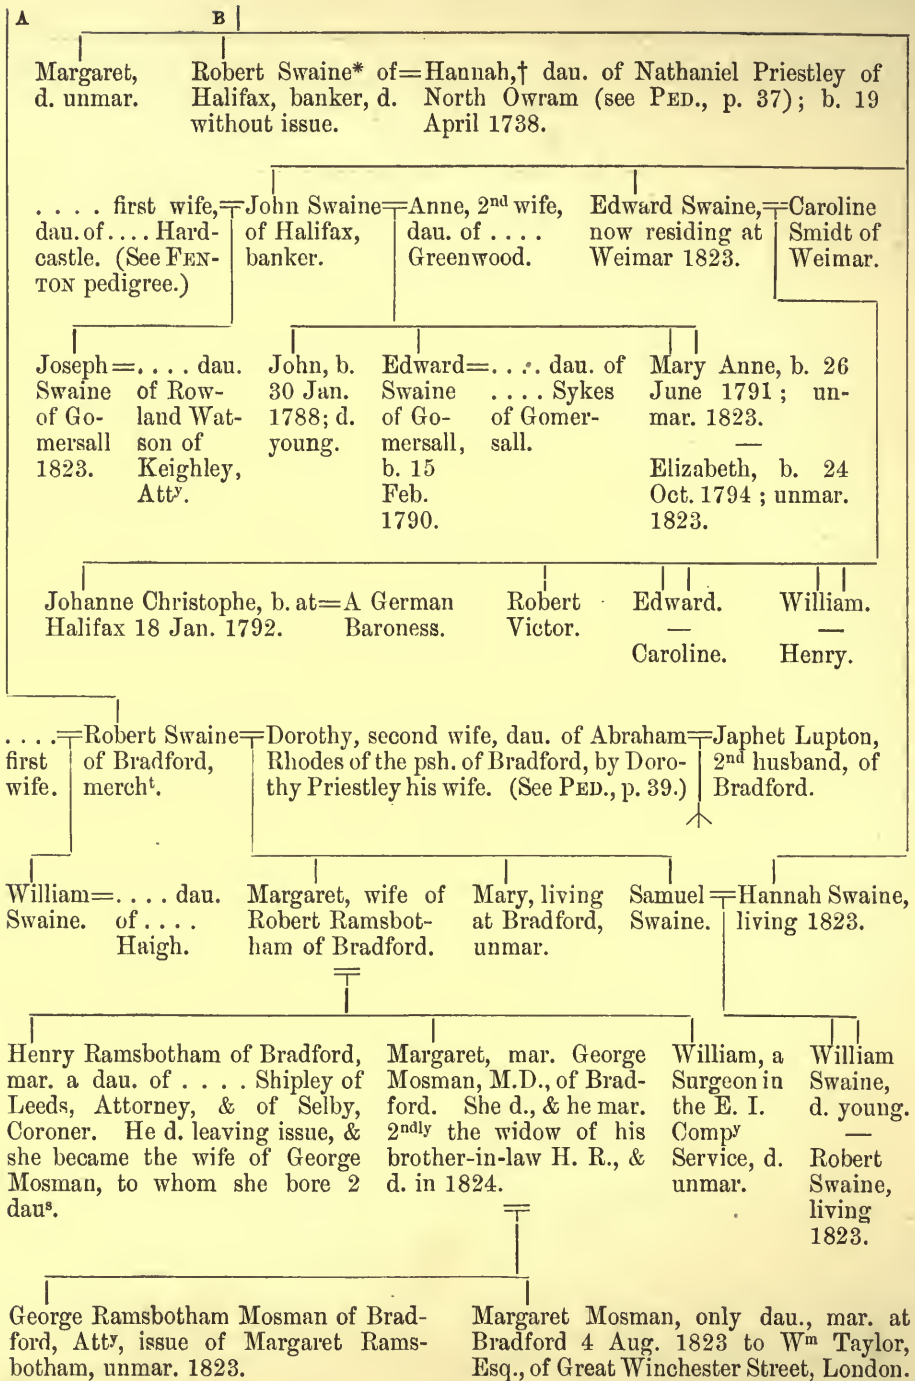 A B
Margaret,
d. unmar.
Robert Swaine* of=Hannah,† dau. of Nathaniel Priestley of
Halifax, banker, d. North Owram (see PED., p. 37); b. 19
without issue. April 1738.
. . . . first wife,
dau. of . . . . Hard-
castle. (See FEN-
TON pedigree.)
John Swaine
of Halifax,
banker.
Anne, 2nd wife,
dau. of . . . .
Greenwood.
Edward Swaine,
now residing at
Weimar 1823.
Caroline
Smidt of
Weimar.
Joseph=
Swaine
of Go-
mersall
1823.
. . . . dau.
of Row-
land Wat-
son of
Keighley,
Atty.
John, b.
30 Jan.
1788; d.
young.
Edward=
Swaine
of Go-
mersall,
b. 15
Feb.
1790.
. . . . dau. of
. . . . Sykes
of Gomer-
sall.
Mary Anne, b. 26
June 1791 ; un-
mar. 1823.
—
Elizabeth, b. 24
Oct. 1794 ; unmar.
1823.
Johanne Christophe, b. at=
Halifax 18 Jan. 1792.
A German
Baroness.
Robert
Victor.
Edward.
—
Caroline.
William.
—
Henry.
. . . .
first
wife.
Robert Swaine
of Bradford,
mercht.
Dorothy, second wife, dau. of Abraham
Rhodes of the psh. of Bradford, by Doro-
thy Priestley his wife. (See PED., p. 39.)
Japhet Lupton,
2nd husband, of
Bradford.
William=
Swaine.
. . . . dau.
of . . . .
Haigh.
Margaret, wife of
Robert Ramsbot-
ham of Bradford.
Mary, living
at Bradford,
unmar.
Samuel
Swaine.
Hannah Swaine,
living 1823.
Henry Ramsbotham of Bradford,
mar. a dau. of . . . . Shipley of
Leeds, Attorney, & of Selby,
Coroner. He d. leaving issue, &
she became the wife of George
Mosman, to whom she bore 2
daus.
Margaret, mar. George
Mosman, M.D., of Brad-
ford. She d., & he mar.
2ndly the widow of his
brother-in-law H. R., &
d. in 1824.
William, a
Surgeon in
the E. I.
Compy
Service, d.
unmar.
William
Swaine,
d. young.
—
Robert
Swaine,
living
1823.
George Ramsbotham Mosman of Brad-
ford, Atty, issue of Margaret Rams-
botham, unmar. 1823.
Margaret Mosman, only dau., mar. at
Bradford 4 Aug. 1823 to Wm Taylor,
Esq., of Great Winchester Street, London.